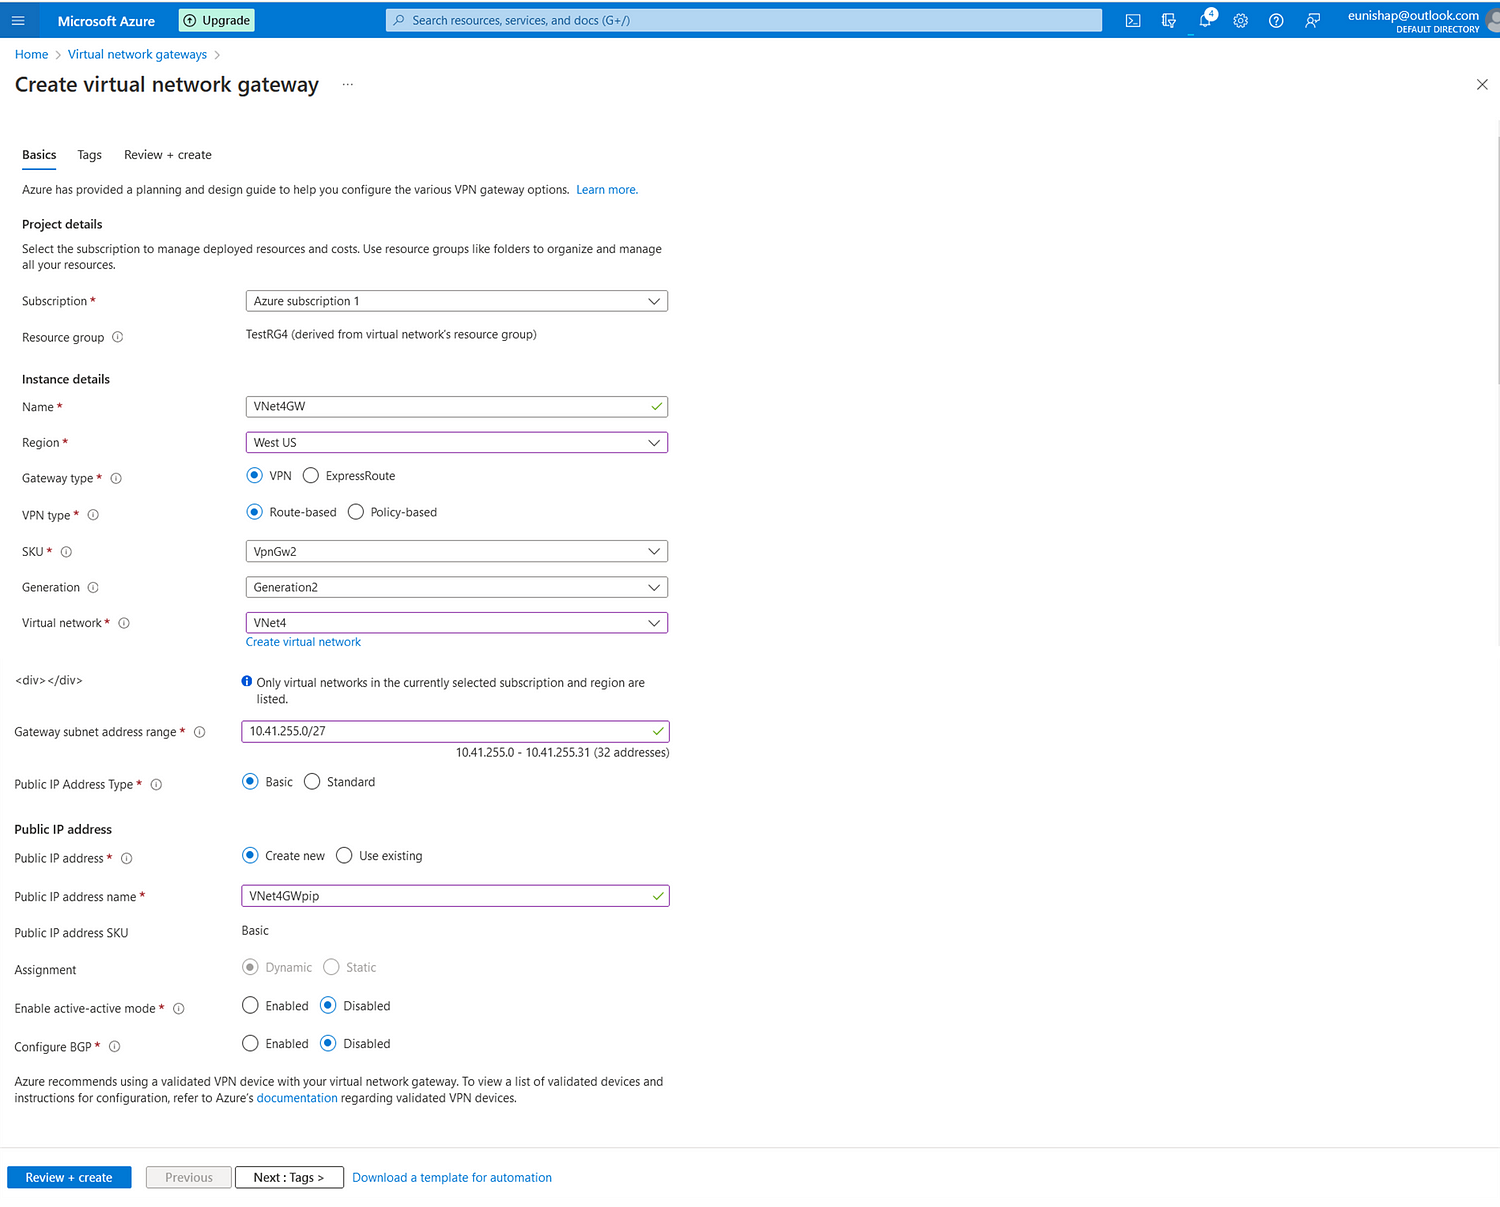 Microsoft Azure
Upgrade
Search resources, services, and docs (G+/)
4
eunishap@outlook.com
DEFAULT DIRECTORY
Home > Virtual network gateways >
Create virtual network gateway ...
Basics Tags Review + create
Azure has provided a planning and design guide to help you configure the various VPN gateway options. Learn more.
Project details
Select the subscription to manage deployed resources and costs. Use resource groups like folders to organize and manage
all your resources.
Subscription * Azure subscription 1
Resource group TestRG4 (derived from virtual network's resource group)
Instance details
Name * VNet4GW
Region * West US
Gateway type * VPN ExpressRoute
VPN type * Route-based Policy-based
SKU * VpnGw2
Generation Generation2
Virtual network * VNet4
Create virtual network
<div></div> Only virtual networks in the currently selected subscription and region are
listed.
Gateway subnet address range * 10.41.255.0/27
10.41.255.0 - 10.41.255.31 (32 addresses)
Public IP Address Type * Basic Standard
Public IP address
Public IP address * Create new Use existing
Public IP address name * VNet4GWpip
Public IP address SKU Basic
Assignment Dynamic Static
Enable active-active mode * Enabled Disabled
Configure BGP * Enabled Disabled
Azure recommends using a validated VPN device with your virtual network gateway. To view a list of validated devices and
instructions for configuration, refer to Azure's documentation regarding validated VPN devices.
Review + create Previous Next : Tags > Download a template for automation